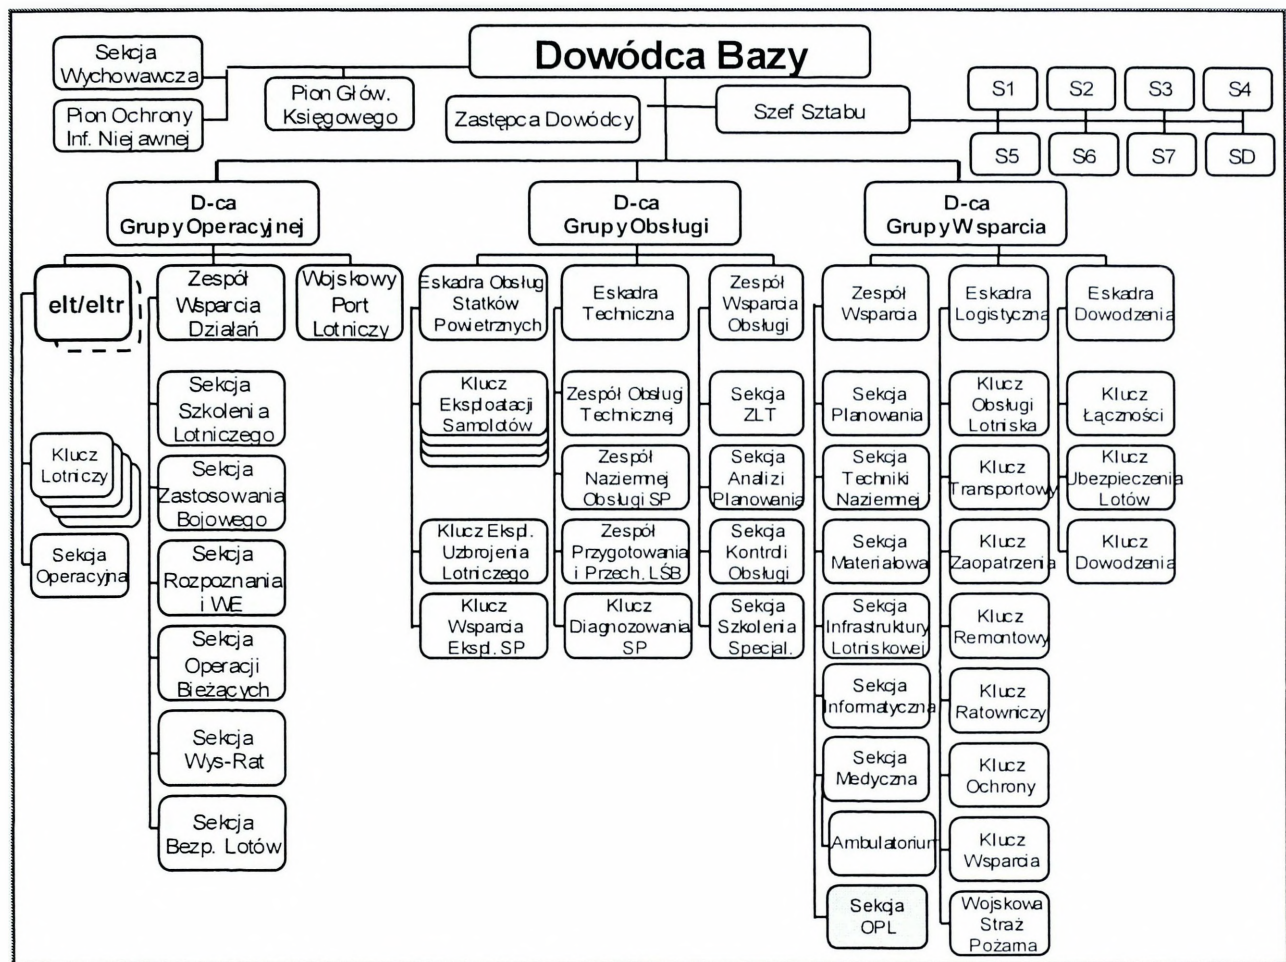 Dowódca Bazy
Sekcja
Wychowawcza
Pion Ochrony
Inf. Niejawnej
Pion Głów.
Księgowego
Zastępca Dowódcy
Szef Sztabu
S1
S2
S3
S4
S5
S6
S7
SD
D-ca
Grupy Operacyjnej
D-ca
Grupy Obsługi
D-ca
Grupy Wsparcia
elt/eltr
Zespół
Wsparcia
Działań
Wojskowy
Port
Lotniczy
Eskadra Obsług
Statków
Powietrznych
Eskadra
Techniczna
Zespół
Wsparcia
Obsługi
Zespół
Wsparcia
Eskadra
Logistyczna
Eskadra
Dowodzenia
Klucz
Lotniczy
Sekcja
Operacyjna
Sekcja
Szkolenia
Lotniczego
Sekcja
Zastosowania
Bojowego
Sekcja
Rozpoznania
i WE
Sekcja
Operacji
Bieżących
Sekcja
Wys-Rat
Sekcja
Bezp. Lotów
Klucz
Eksploatacji
Samolotów
Klucz Ekspl.
Uzbrojenia
Lotniczego
Klucz
Wsparcia
Ekspl. SP
Zespół Obsługi
Technicznej
Zespół
Naziemnej
Obsługi SP
Zespół
Przygotowania
i Przech. LŚB
Klucz
Diagnozowania
SP
Sekcja
ZLT
Sekcja
Analiz i
Planowania
Sekcja
Kontroli
Obsługi
Sekcja
Szkolenia
Specjal.
Sekcja
Planowania
Sekcja
Techniki
Naziemnej
Sekcja
Materiałowa
Sekcja
Infrastruktury
Lotniskowej
Sekcja
Informatyczna
Sekcja
Medyczna
Ambulatorium
Sekcja
OPL
Klucz
Obsługi
Lotniska
Klucz
Transportowy
Klucz
Zaopatrzenia
Klucz
Remontowy
Klucz
Ratowniczy
Klucz
Ochrony
Klucz
Wsparcia
Wojskowa
Straż
Pożarna
Klucz
Łączności
Klucz
Ubezpieczenia
Lotów
Klucz
Dowodzenia